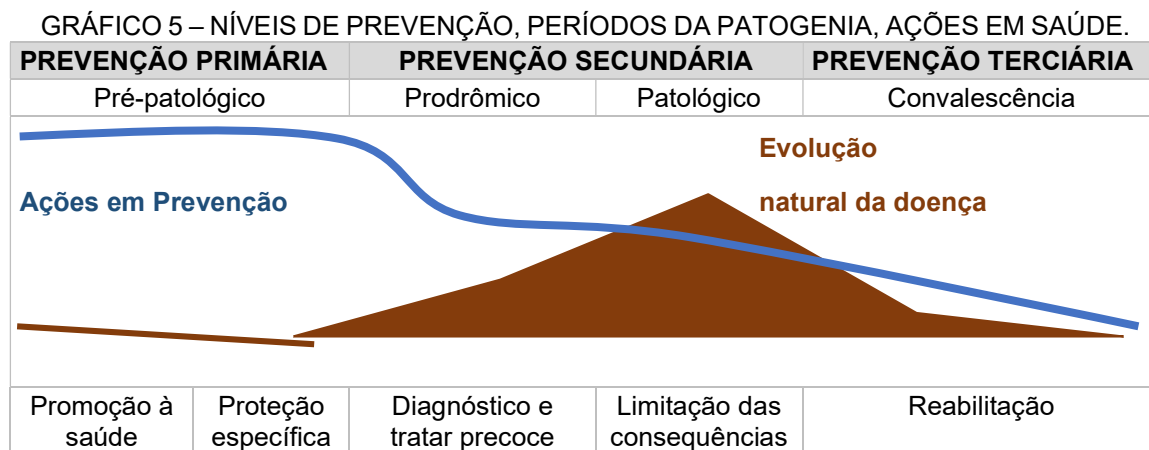 GRÁFICO 5 – NÍVEIS DE PREVENÇÃO, PERÍODOS DA PATOGENIA, AÇÕES EM SAÚDE.
PREVENÇÃO PRIMÁRIA PREVENÇÃO SECUNDÁRIA PREVENÇÃO TERCIÁRIA
Pré-patológico Prodrômico Patológico Convalescência
Evolução
Ações em Prevenção natural da doença
Promoção à Proteção Diagnóstico e Limitação das Reabilitação
saúde específica tratar precoce consequências